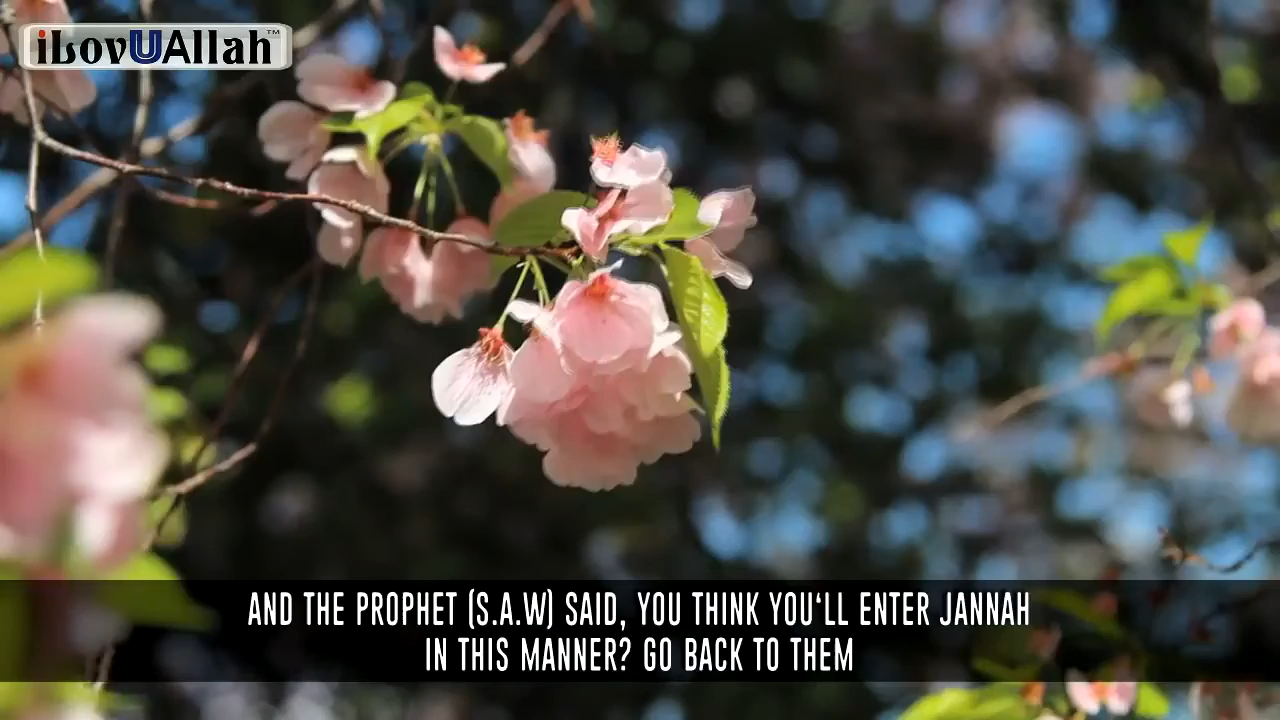 iLovUAllah™
AND THE PROPHET (S.A.W) SAID, YOU THINK YOU‘LL ENTER JANNAH
IN THIS MANNER? GO BACK TO THEM